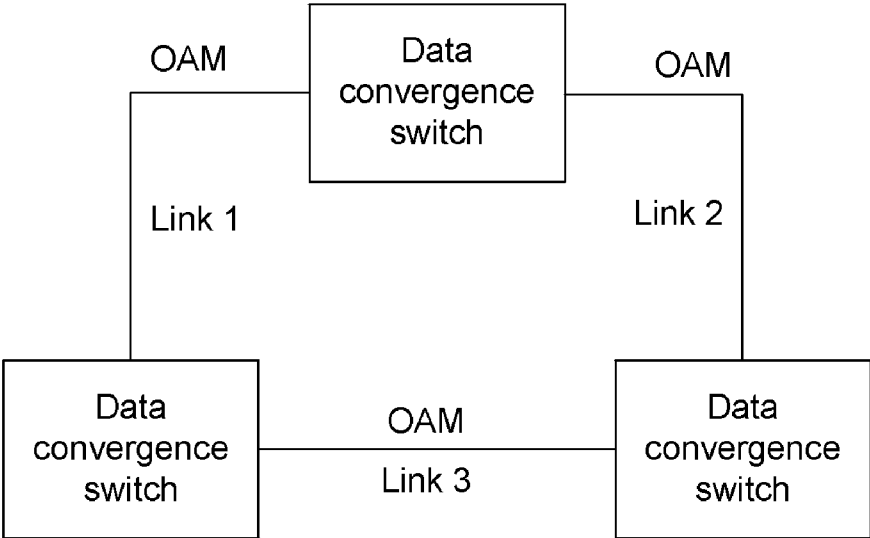 OAM
Data
convergence
switch
OAM
Link 1
Link 2
Data
convergence
switch
OAM
Link 3
Data
convergence
switch